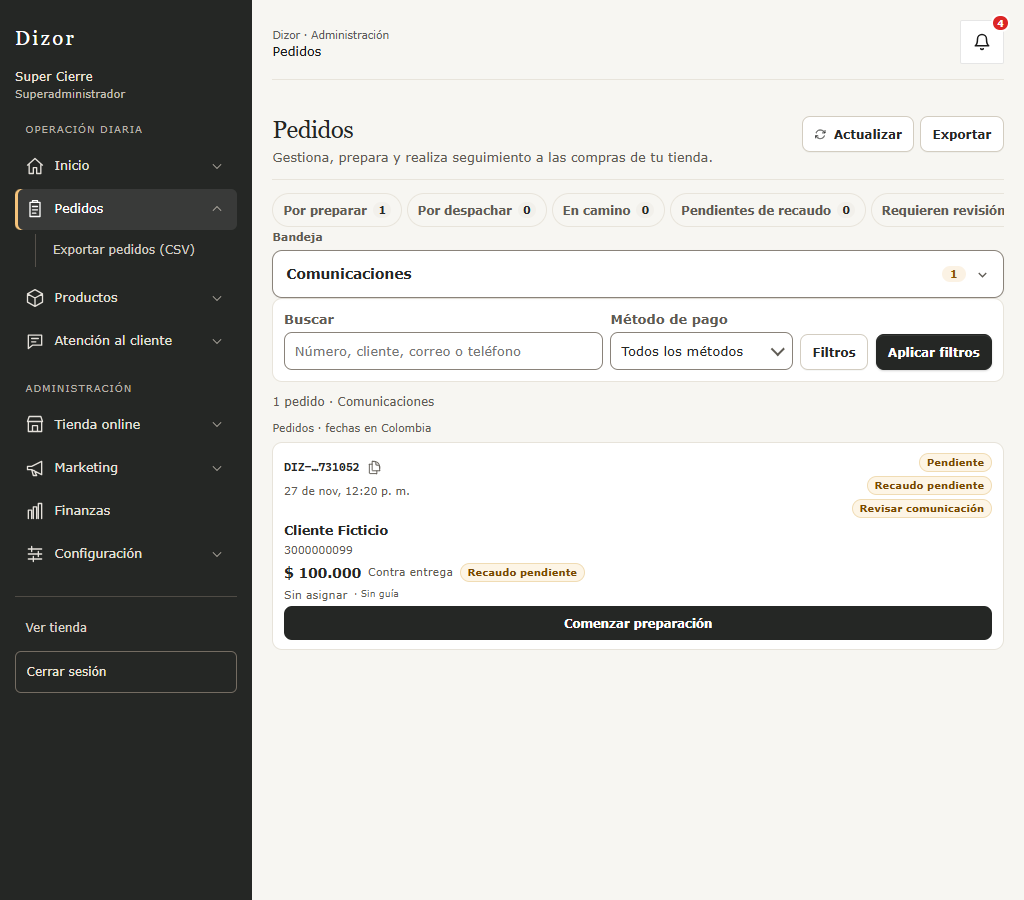 Dizor
Super Cierre
Superadministrador
OPERACIÓN DIARIA
Inicio
Pedidos
Exportar pedidos (CSV)
Productos
Atención al cliente
ADMINISTRACIÓN
Tienda online
Marketing
Finanzas
Configuración
Ver tienda
Cerrar sesión
Dizor · Administración
Pedidos
4
Pedidos
Gestiona, prepara y realiza seguimiento a las compras de tu tienda.
Actualizar
Exportar
Por preparar 1
Por despachar 0
En camino 0
Pendientes de recaudo 0
Requieren revisión
Bandeja
Comunicaciones 1
Buscar
Método de pago
Número, cliente, correo o teléfono
Todos los métodos
Filtros
Aplicar filtros
1 pedido · Comunicaciones
Pedidos · fechas en Colombia
DIZ-…731052
27 de nov, 12:20 p. m.
Pendiente
Recaudo pendiente
Revisar comunicación
Cliente Ficticio
3000000099
$ 100.000 Contra entrega Recaudo pendiente
Sin asignar · Sin guía
Comenzar preparación